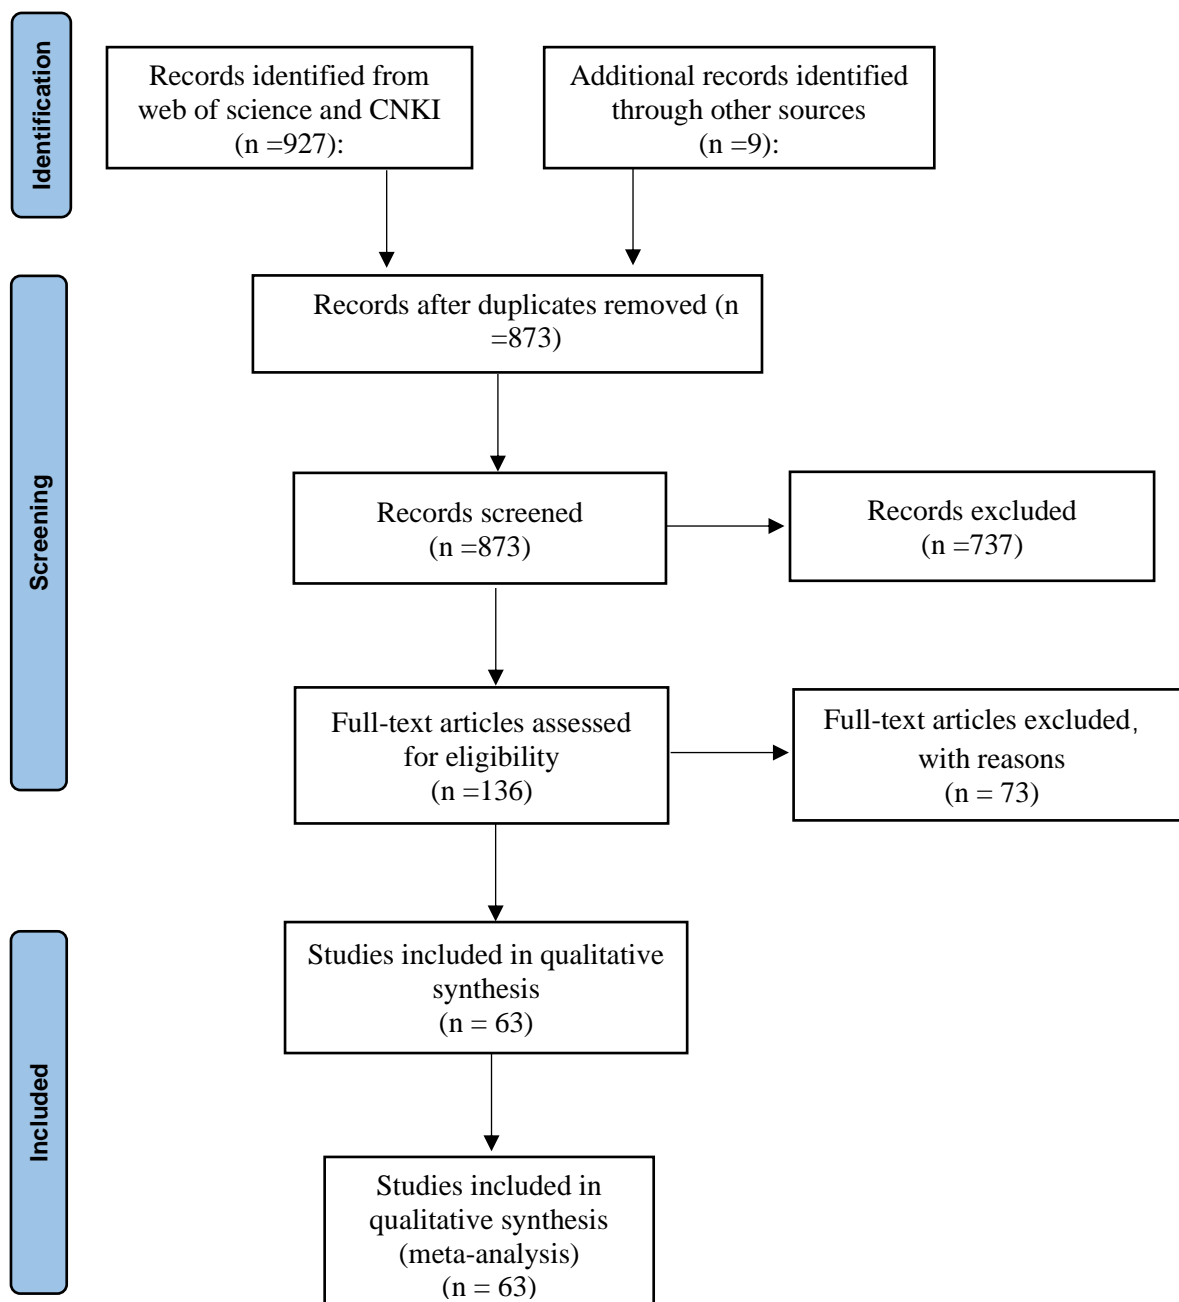 Identification
Records identified from
web of science and CNKI
(n =927):
Additional records identified
through other sources
(n =9):
Screening
Records after duplicates removed (n
=873)
Records screened
(n =873)
Records excluded
(n =737)
Full-text articles assessed
for eligibility
(n =136)
Full-text articles excluded,
with reasons
(n = 73)
Included
Studies included in qualitative
synthesis
(n = 63)
Studies included in
qualitative synthesis
(meta-analysis)
(n = 63)